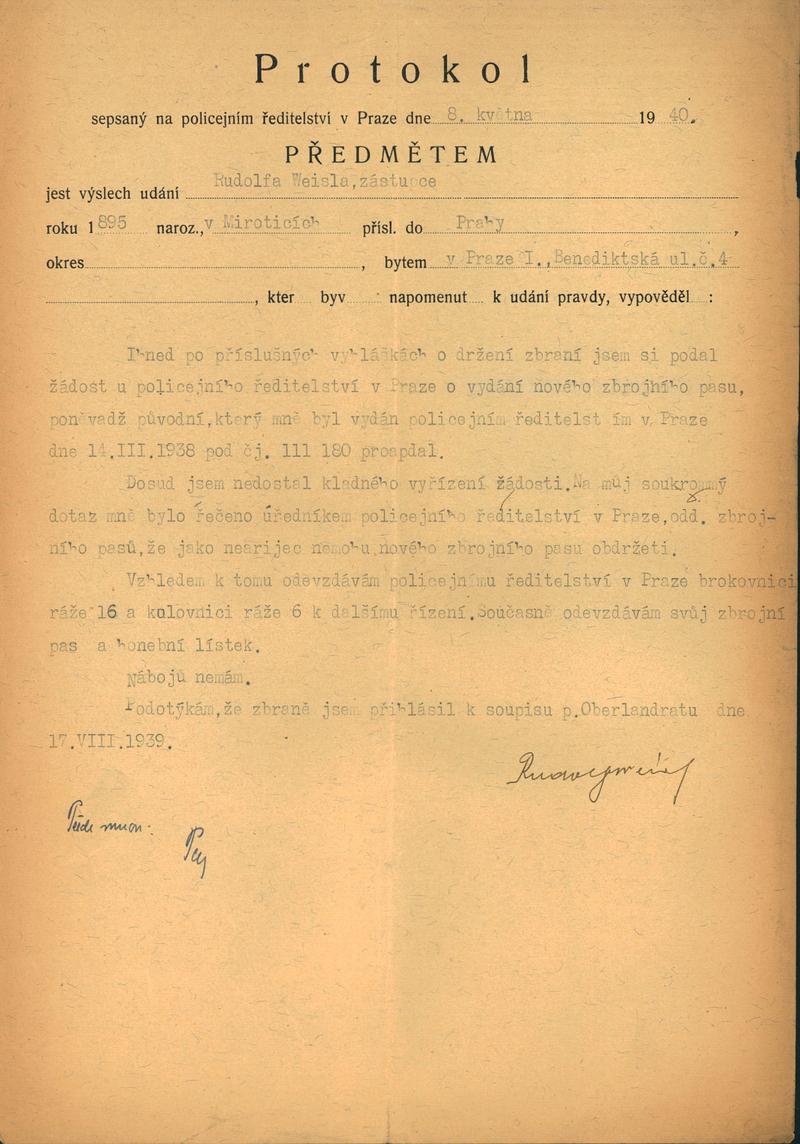 Protokol
sepsaný na policejním ředitelství v Praze dne 8. května 1940.
PŘEDMĚTEM
jest výslech udání Rudolfa Weisla,zástupce
roku 1895 naroz., v Miroticích přísl. do Prahy ,
okres , bytem v Praze I.,Benediktská ul.č.4
, kter byv napomenut k udání pravdy, vypověděl :
Ihned po příslušných vyhláškách o držení zbraní jsem si podal
žádost u policejního ředitelství v Praze o vydání nového zbrojního pasu,
poněvadž původní,který mně byl vydán policejním ředitelst ím v Praze
dne 14.III.1938 pod čj. 111 180 proapdal.
Dosud jsem nedostal kladného vyřízení žádosti.Na můj soukromý
dotaz mně bylo řečeno úředníkem policejního ředitelství v Praze,odd. zbroj-
ního pasů,že jako nearijec nemohu nového zbrojního pasu obdržeti.
Vzhledem k tomu odevzdávám policejnímu ředitelství v Praze brokovnici
ráže 16 a kulovnici ráže 6 k dalšímu řízení.Současně odevzdávám svůj zbrojní
pas a honební lístek.
Nábojů nemám.
Podotýkám,že zbraně jsem přihlásil k soupisu p.Oberlandratu dne
17.VIII.1939.